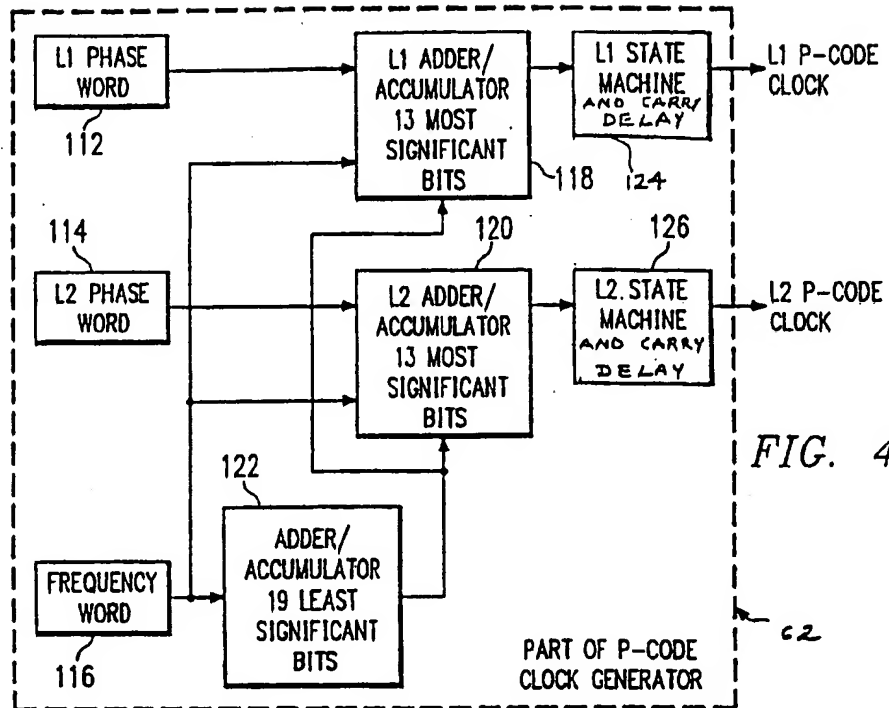 L1 PHASE
WORD
112
L1 ADDER/
ACCUMULATOR
13 MOST
SIGNIFICANT
BITS
118
L1 STATE
MACHINE
AND CARRY
DELAY
124
L1 P-CODE
CLOCK
114
L2 PHASE
WORD
120
L2 ADDER/
ACCUMULATOR
13 MOST
SIGNIFICANT
BITS
126
L2. STATE
MACHINE
AND CARRY
DELAY
L2 P-CODE
CLOCK
FIG. 4
122
ADDER/
ACCUMULATOR
19 LEAST
SIGNIFICANT
BITS
FREQUENCY
WORD
116
PART OF P-CODE
CLOCK GENERATOR
62